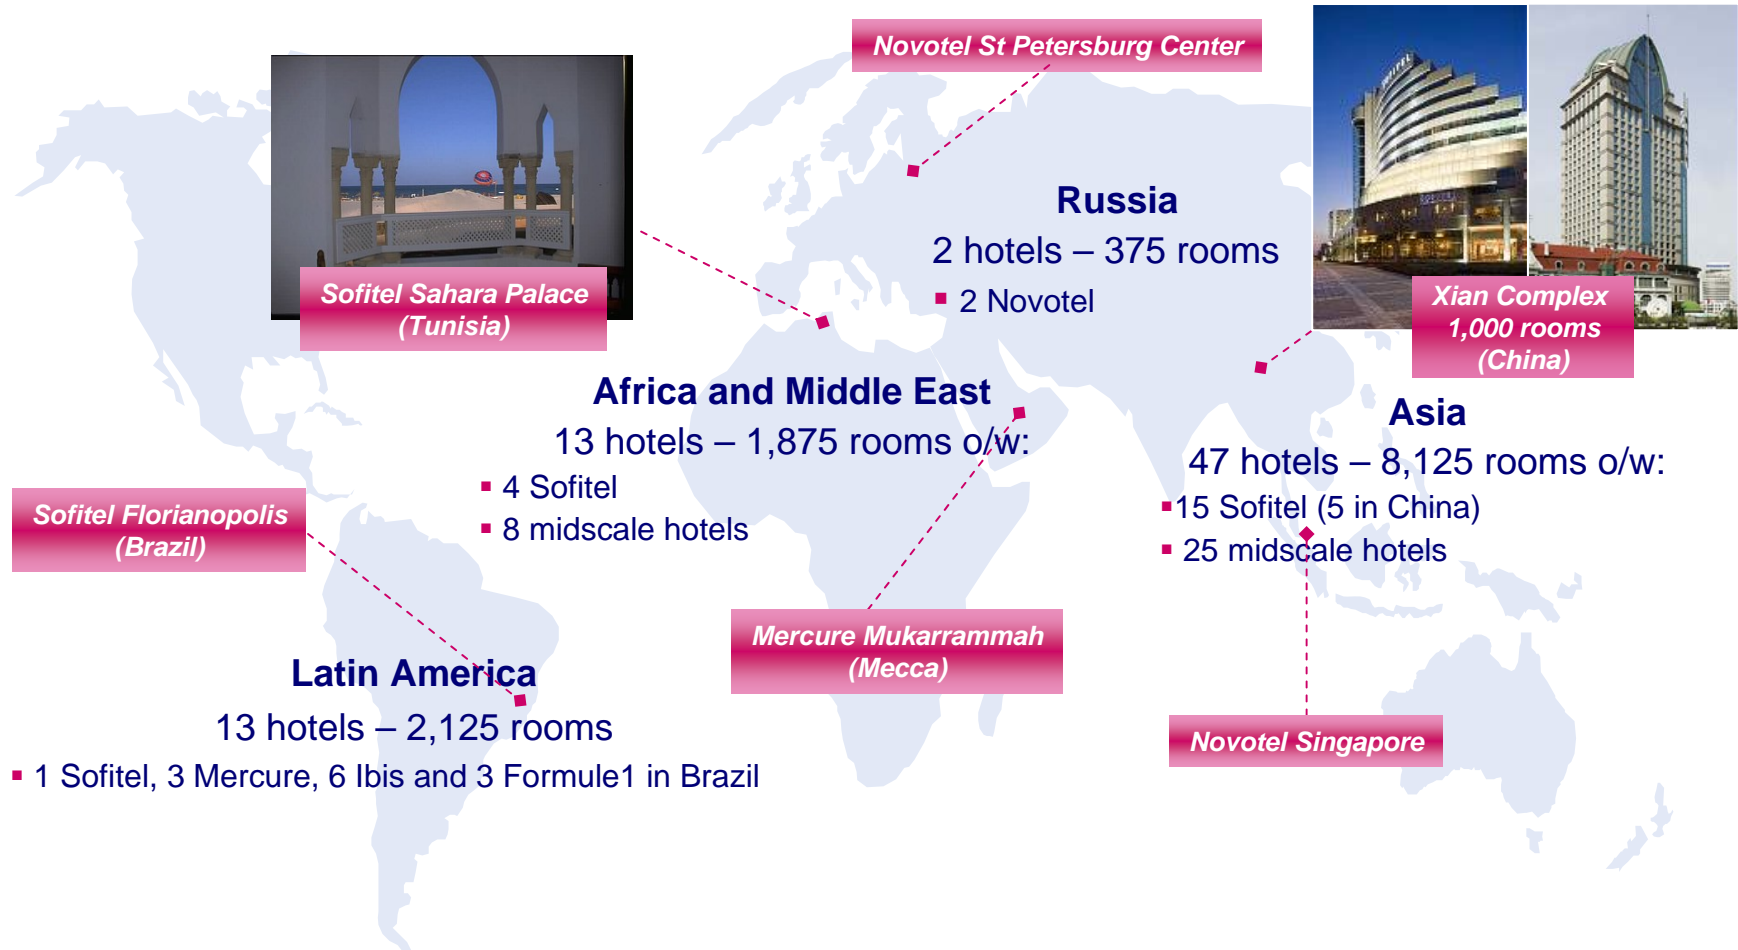 Novotel St Petersburg Center
SOFITEL
Russia
2 hotels – 375 rooms
▪ 2 Novotel
Sofitel Sahara Palace
(Tunisia)
Xian Complex
1,000 rooms
(China)
Africa and Middle East
13 hotels – 1,875 rooms o/w:
▪ 4 Sofitel
▪ 8 midscale hotels
Asia
47 hotels – 8,125 rooms o/w:
▪15 Sofitel (5 in China)
▪ 25 midscale hotels
Sofitel Florianopolis
(Brazil)
Mercure Mukarrammah
(Mecca)
Latin America
13 hotels – 2,125 rooms
▪ 1 Sofitel, 3 Mercure, 6 Ibis and 3 Formule1 in Brazil
Novotel Singapore